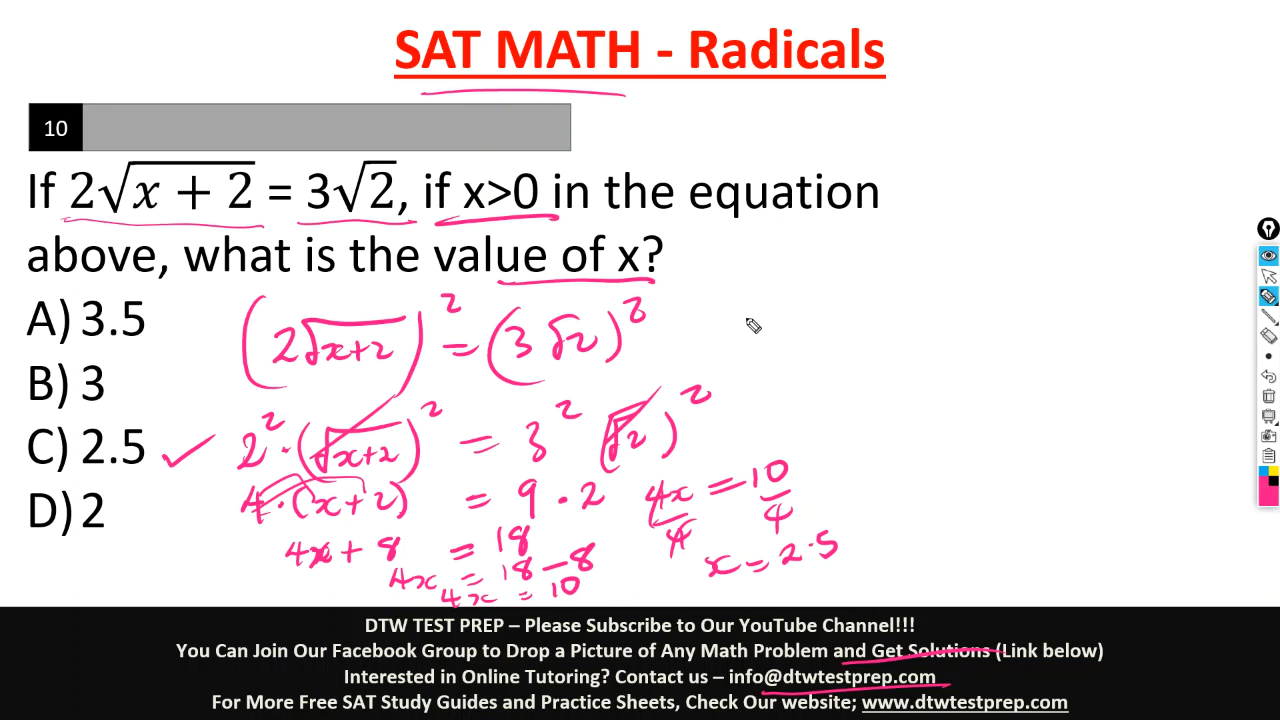 SAT MATH - Radicals
10
If 2√(x + 2) = 3√2, if x>0 in the equation
above, what is the value of x?
A) 3.5
B) 3
C) 2.5 ✓
D) 2
(2√(x+2))² = (3√2)²
2²·(√(x+2))² = 3² (√2)²
4·(x+2) = 9·2
4x + 8 = 18
4x = 18 – 8
4x = 10
4x/4 = 10/4
x = 2.5
DTW TEST PREP – Please Subscribe to Our YouTube Channel!!!
You Can Join Our Facebook Group to Drop a Picture of Any Math Problem and Get Solutions (Link below)
Interested in Online Tutoring? Contact us – info@dtwtestprep.com
For More Free SAT Study Guides and Practice Sheets, Check Our website; www.dtwtestprep.com